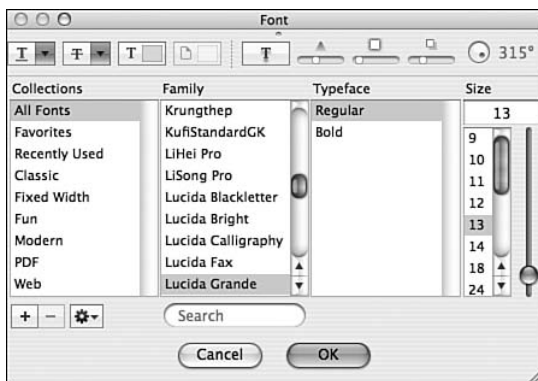 Font
T T T T 315°
Collections Family Typeface Size
All Fonts Krungthep Regular 13
Favorites KufiStandardGK Bold 9
Recently Used LiHei Pro 10
Classic LiSong Pro 11
Fixed Width Lucida Blackletter 12
Fun Lucida Bright 13
Modern Lucida Calligraphy 14
PDF Lucida Fax 18
Web Lucida Grande 24
+ − Search
Cancel OK